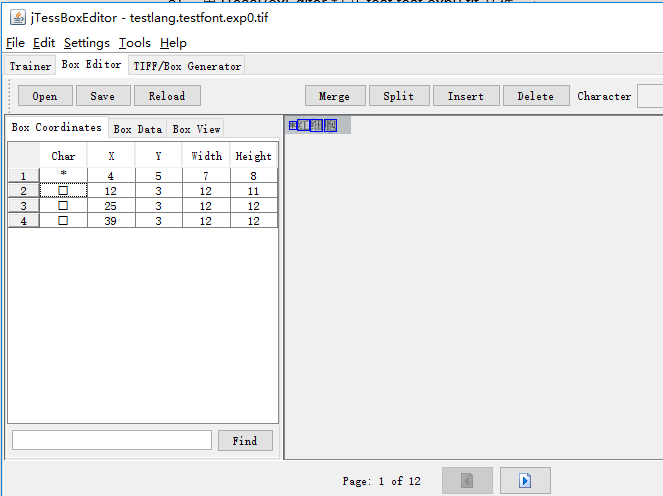 jTessBoxEditor - testlang.testfont.exp0.tif
File Edit Settings Tools Help
Trainer Box Editor TIFF/Box Generator
Open Save Reload Merge Split Insert Delete Character
Box Coordinates Box Data Box View
Char X Y Width Height
1 * 4 5 7 8
2 □ 12 3 12 11
3 □ 25 3 12 12
4 □ 39 3 12 12
Find
Page: 1 of 12